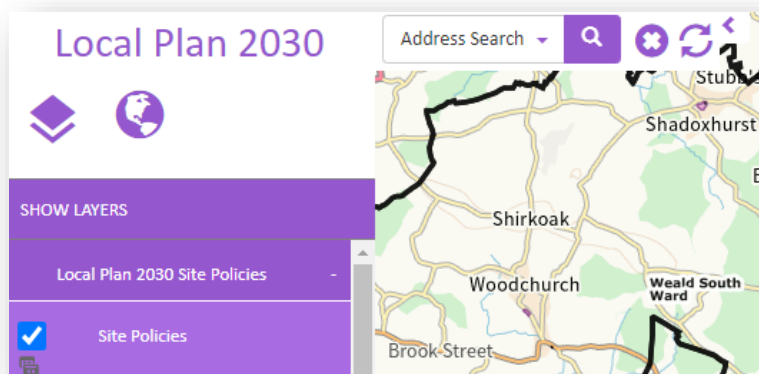 Local Plan 2030
Address Search
SHOW LAYERS
Local Plan 2030 Site Policies -
Site Policies
Shadoxhurst
Shirkoak
Woodchurch
Weald South
Ward
Brook Street